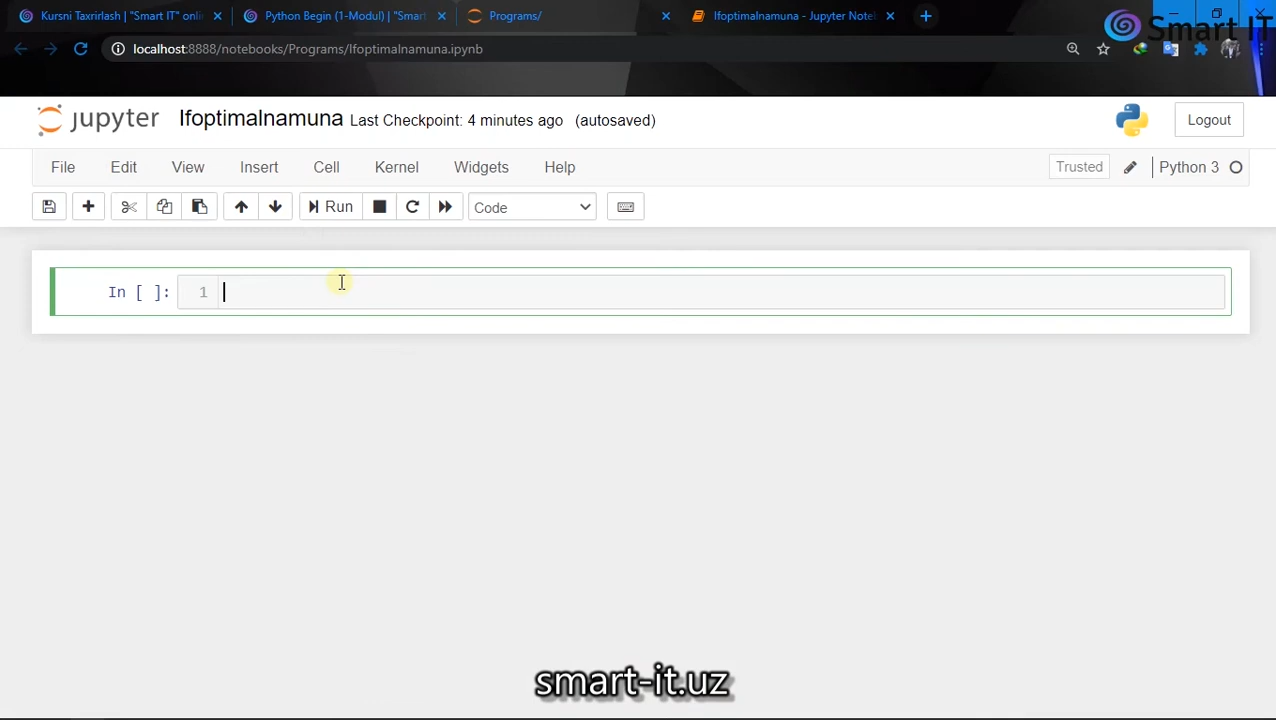 Kursni Taxrirlash | "Smart IT" onli
Python Begin (1-Modul) | "Smart
Programs/
Ifoptimalnamuna - Jupyter Note
Smart IT
localhost:8888/notebooks/Programs/Ifoptimalnamuna.ipynb
jupyter Ifoptimalnamuna Last Checkpoint: 4 minutes ago (autosaved)
Logout
File Edit View Insert Cell Kernel Widgets Help
Trusted Python 3
Run Code
In [ ]: 1
smart-it.uz